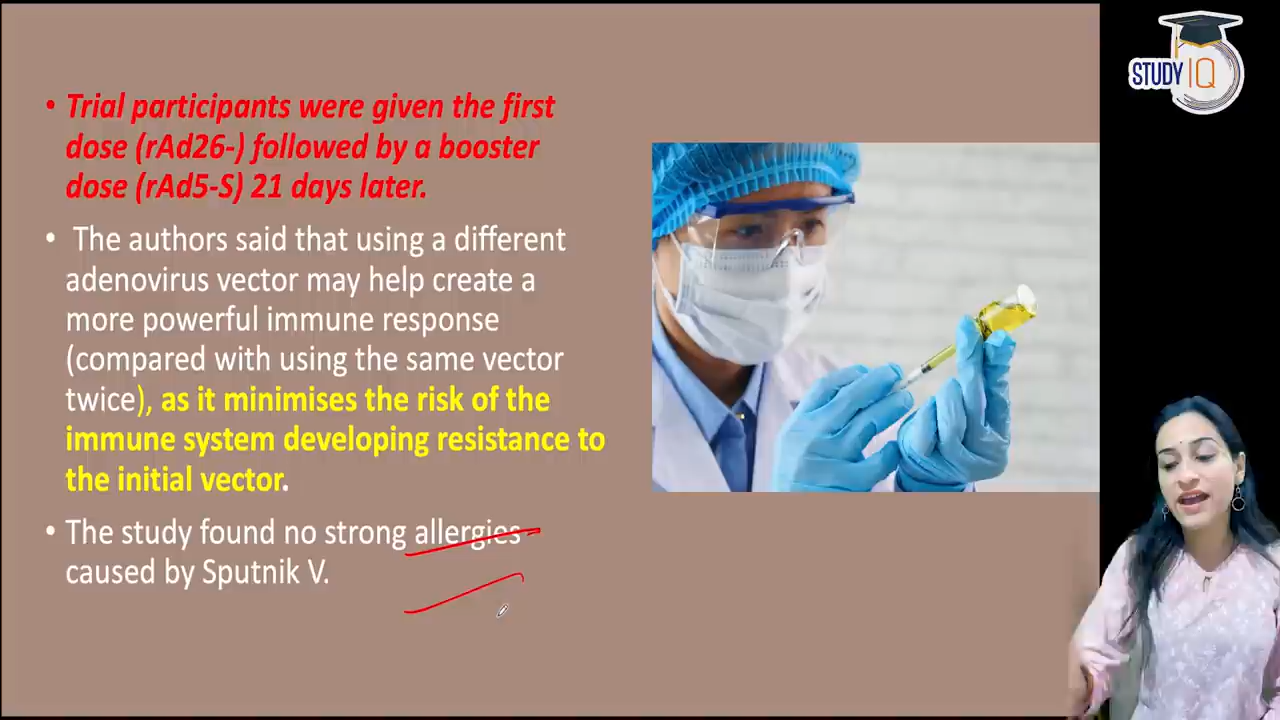 • Trial participants were given the first
dose (rAd26-) followed by a booster
dose (rAd5-S) 21 days later.
• The authors said that using a different
adenovirus vector may help create a
more powerful immune response
(compared with using the same vector
twice), as it minimises the risk of the
immune system developing resistance to
the initial vector.
• The study found no strong allergies
caused by Sputnik V.
STUDY IQ